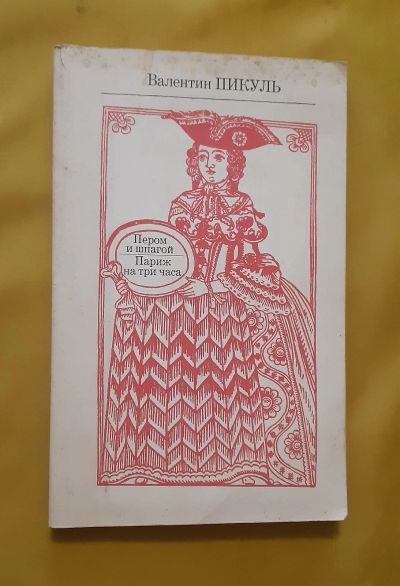 Валентин ПИКУЛЬ
Пером
и шпагой
Париж
на три часа